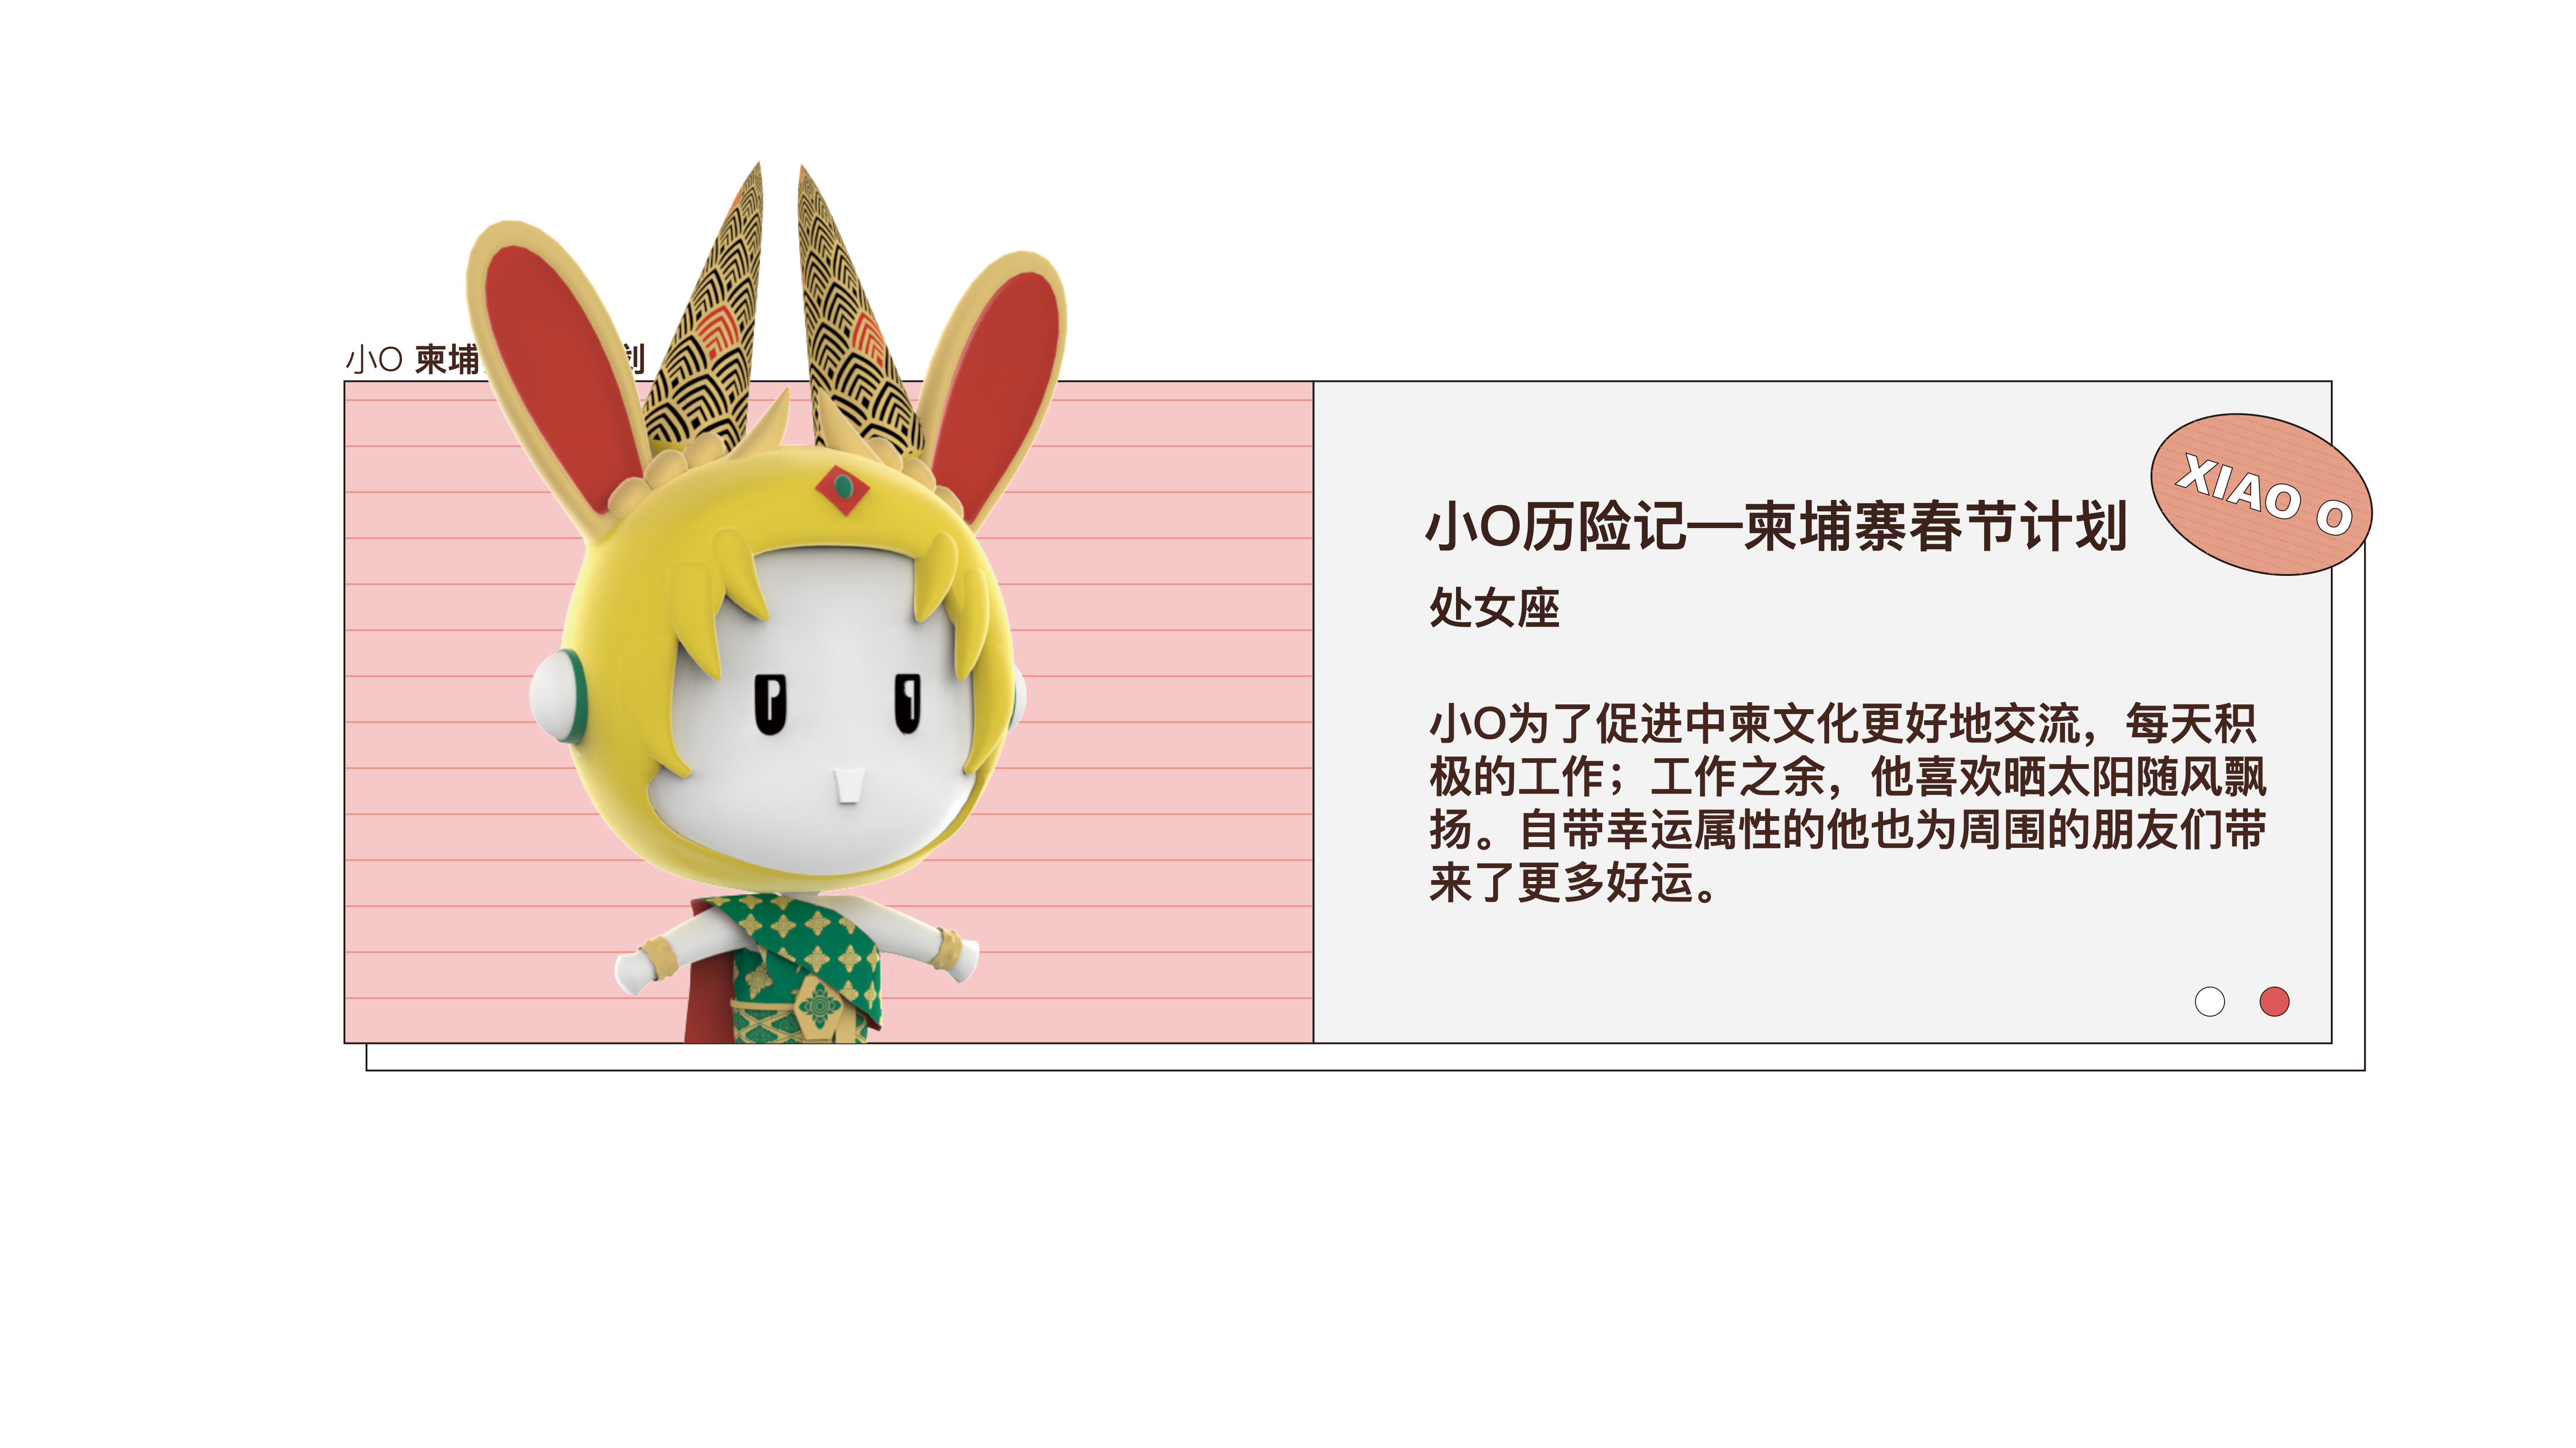 小O 柬埔 划
XIAO O
小O历险记—柬埔寨春节计划
处女座
小O为了促进中柬文化更好地交流，每天积
极的工作；工作之余，他喜欢晒太阳随风飘
扬。自带幸运属性的他也为周围的朋友们带
来了更多好运。